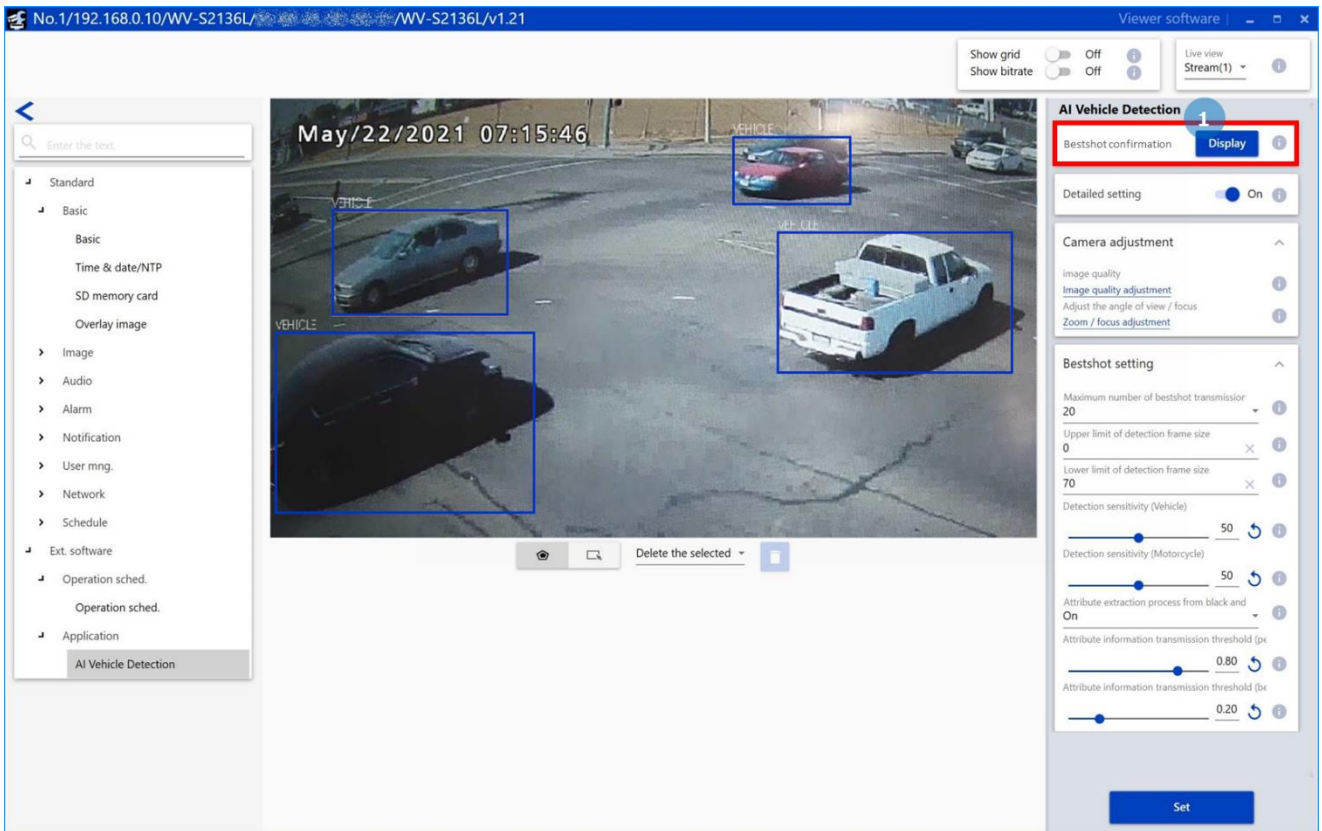 No.1/192.168.0.10/WV-S2136L/ /WV-S2136L/v1.21
Viewer software
Show grid Off
Show bitrate Off
Live view
Stream(1)
Enter the text.
Standard
Basic
Basic
Time & date/NTP
SD memory card
Overlay image
Image
Audio
Alarm
Notification
User mng.
Network
Schedule
Ext. software
Operation sched.
Operation sched.
Application
AI Vehicle Detection
May/22/2021 07:15:46
VEHICLE
VEHICLE
VEHICLE
VEHICLE
Delete the selected
AI Vehicle Detection
1
Bestshot confirmation Display
Detailed setting On
Camera adjustment
image quality
Image quality adjustment
Adjust the angle of view / focus
Zoom / focus adjustment
Bestshot setting
Maximum number of bestshot transmission
20
Upper limit of detection frame size
0
Lower limit of detection frame size
70
Detection sensitivity (Vehicle)
50
Detection sensitivity (Motorcycle)
50
Attribute extraction process from black and
On
Attribute information transmission threshold (pe
0.80
Attribute information transmission threshold (be
0.20
Set